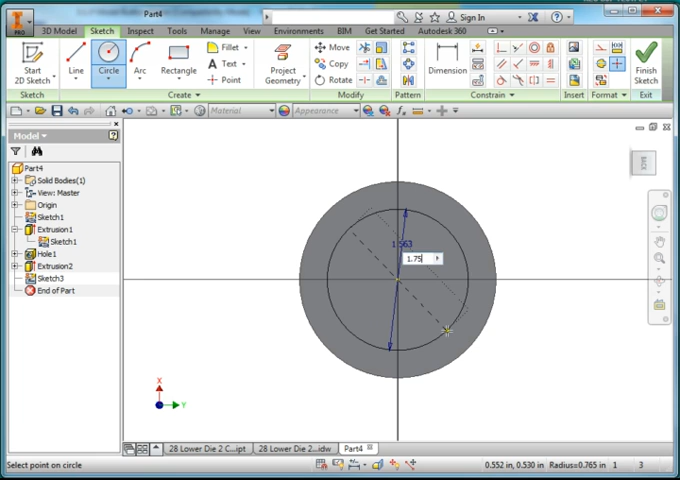 Part4
Sign In
PRO
3D Model
Sketch
Inspect
Tools
Manage
View
Environments
BIM
Get Started
Autodesk 360
Start
2D Sketch
Line
Circle
Arc
Rectangle
Fillet
Text
Point
Project
Geometry
Move
Copy
Rotate
Dimension
Finish
Sketch
Sketch
Create
Modify
Pattern
Constrain
Insert
Format
Exit
Material
Appearance
Model
Part4
Solid Bodies(1)
View: Master
Origin
Sketch1
Extrusion1
Sketch1
Hole1
Extrusion2
Sketch3
End of Part
BACK
1.75
X
Y
28 Lower Die 2 C...ipt
28 Lower Die 2...idw
Part4
Select point on circle
0.552 in, 0.530 in
Radius=0.765 in
1
3